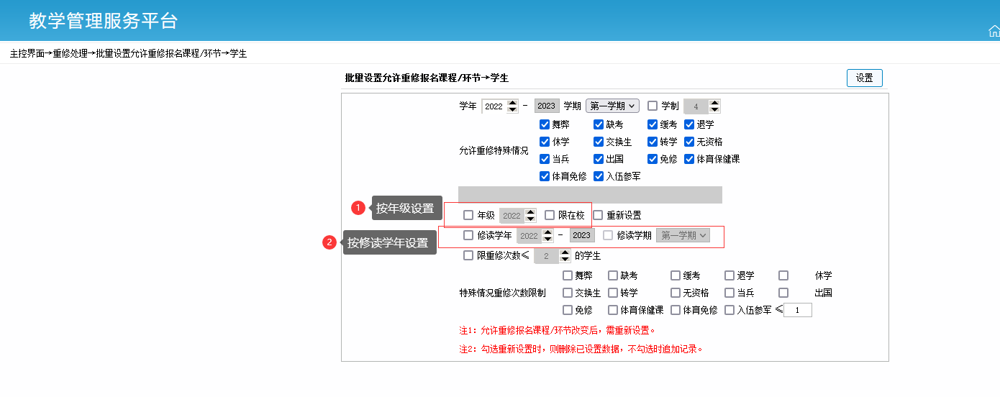 教学管理服务平台
主控界面→重修处理→批量设置允许重修报名课程/环节→学生
批量设置允许重修报名课程/环节→学生 设置
学年 2022 - 2023 学期 第一学期 学制 4
舞弊 缺考 缓考 退学
休学 交换生 转学 无资格
允许重修特殊情况
当兵 出国 免修 体育保健课
体育免修 入伍参军
1 按年级设置 年级 2022 限在校 重新设置
2 按修读学年设置 修读学年 2022 - 2023 修读学期 第一学期
限重修次数≤ 2 的学生
舞弊 缺考 缓考 退学 休学
特殊情况重修次数限制 交换生 转学 无资格 当兵 出国
免修 体育保健课 体育免修 入伍参军 ≤ 1
注1：允许重修报名课程/环节改变后，需重新设置。
注2：勾选重新设置时，则删除已设置数据，不勾选时追加记录。